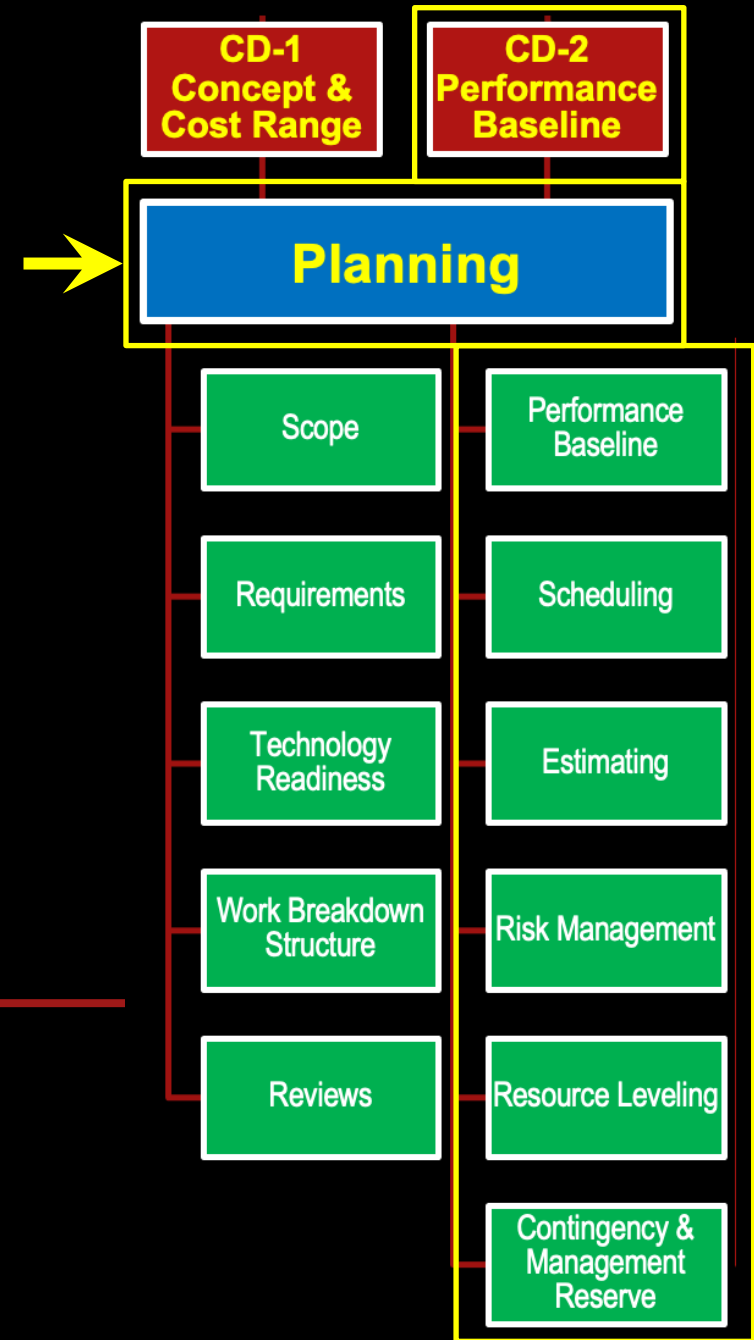 CD-1
Concept &
Cost Range
CD-2
Performance
Baseline
Planning
Scope
Requirements
Technology
Readiness
Work Breakdown
Structure
Reviews
Performance
Baseline
Scheduling
Estimating
Risk Management
Resource Leveling
Contingency &
Management
Reserve